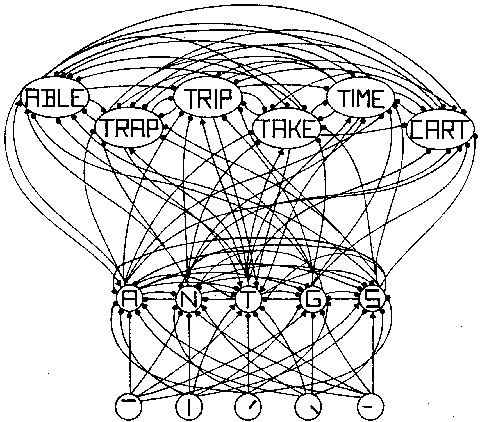 ABLE TRIP TIME
TRAP TAKE CART
A N T G S